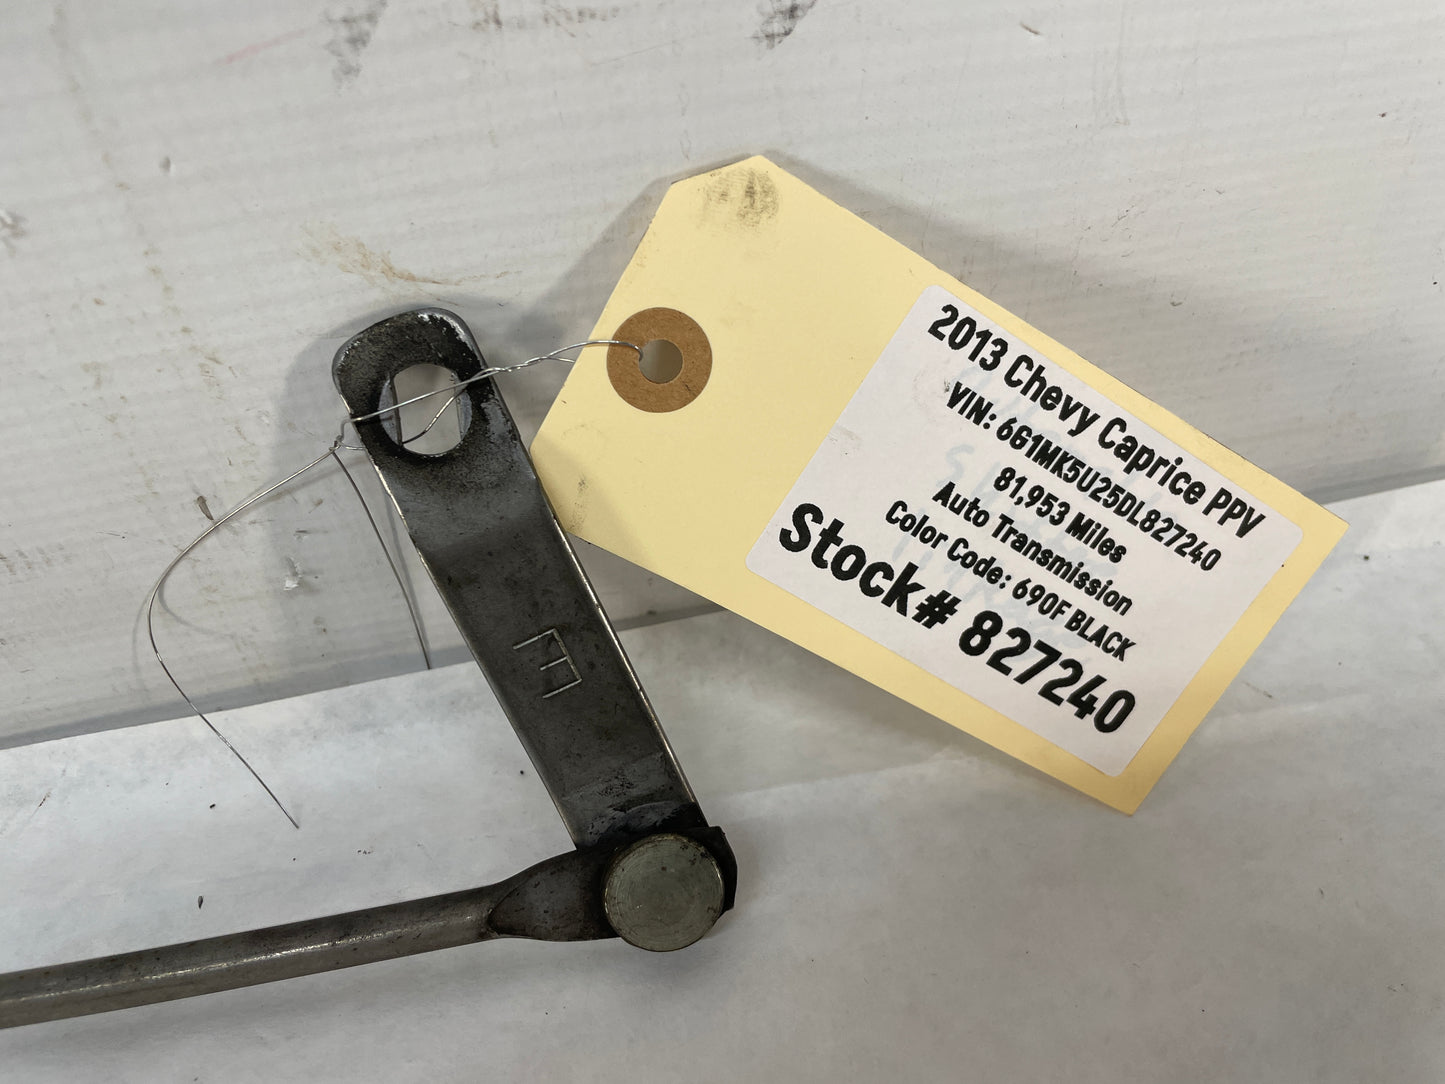 2013 Chevy Caprice PPV
VIN: 6G1MK5U25DL827240
81,953 Miles
Auto Transmission
Color Code: 690F BLACK
Stock# 827240
E